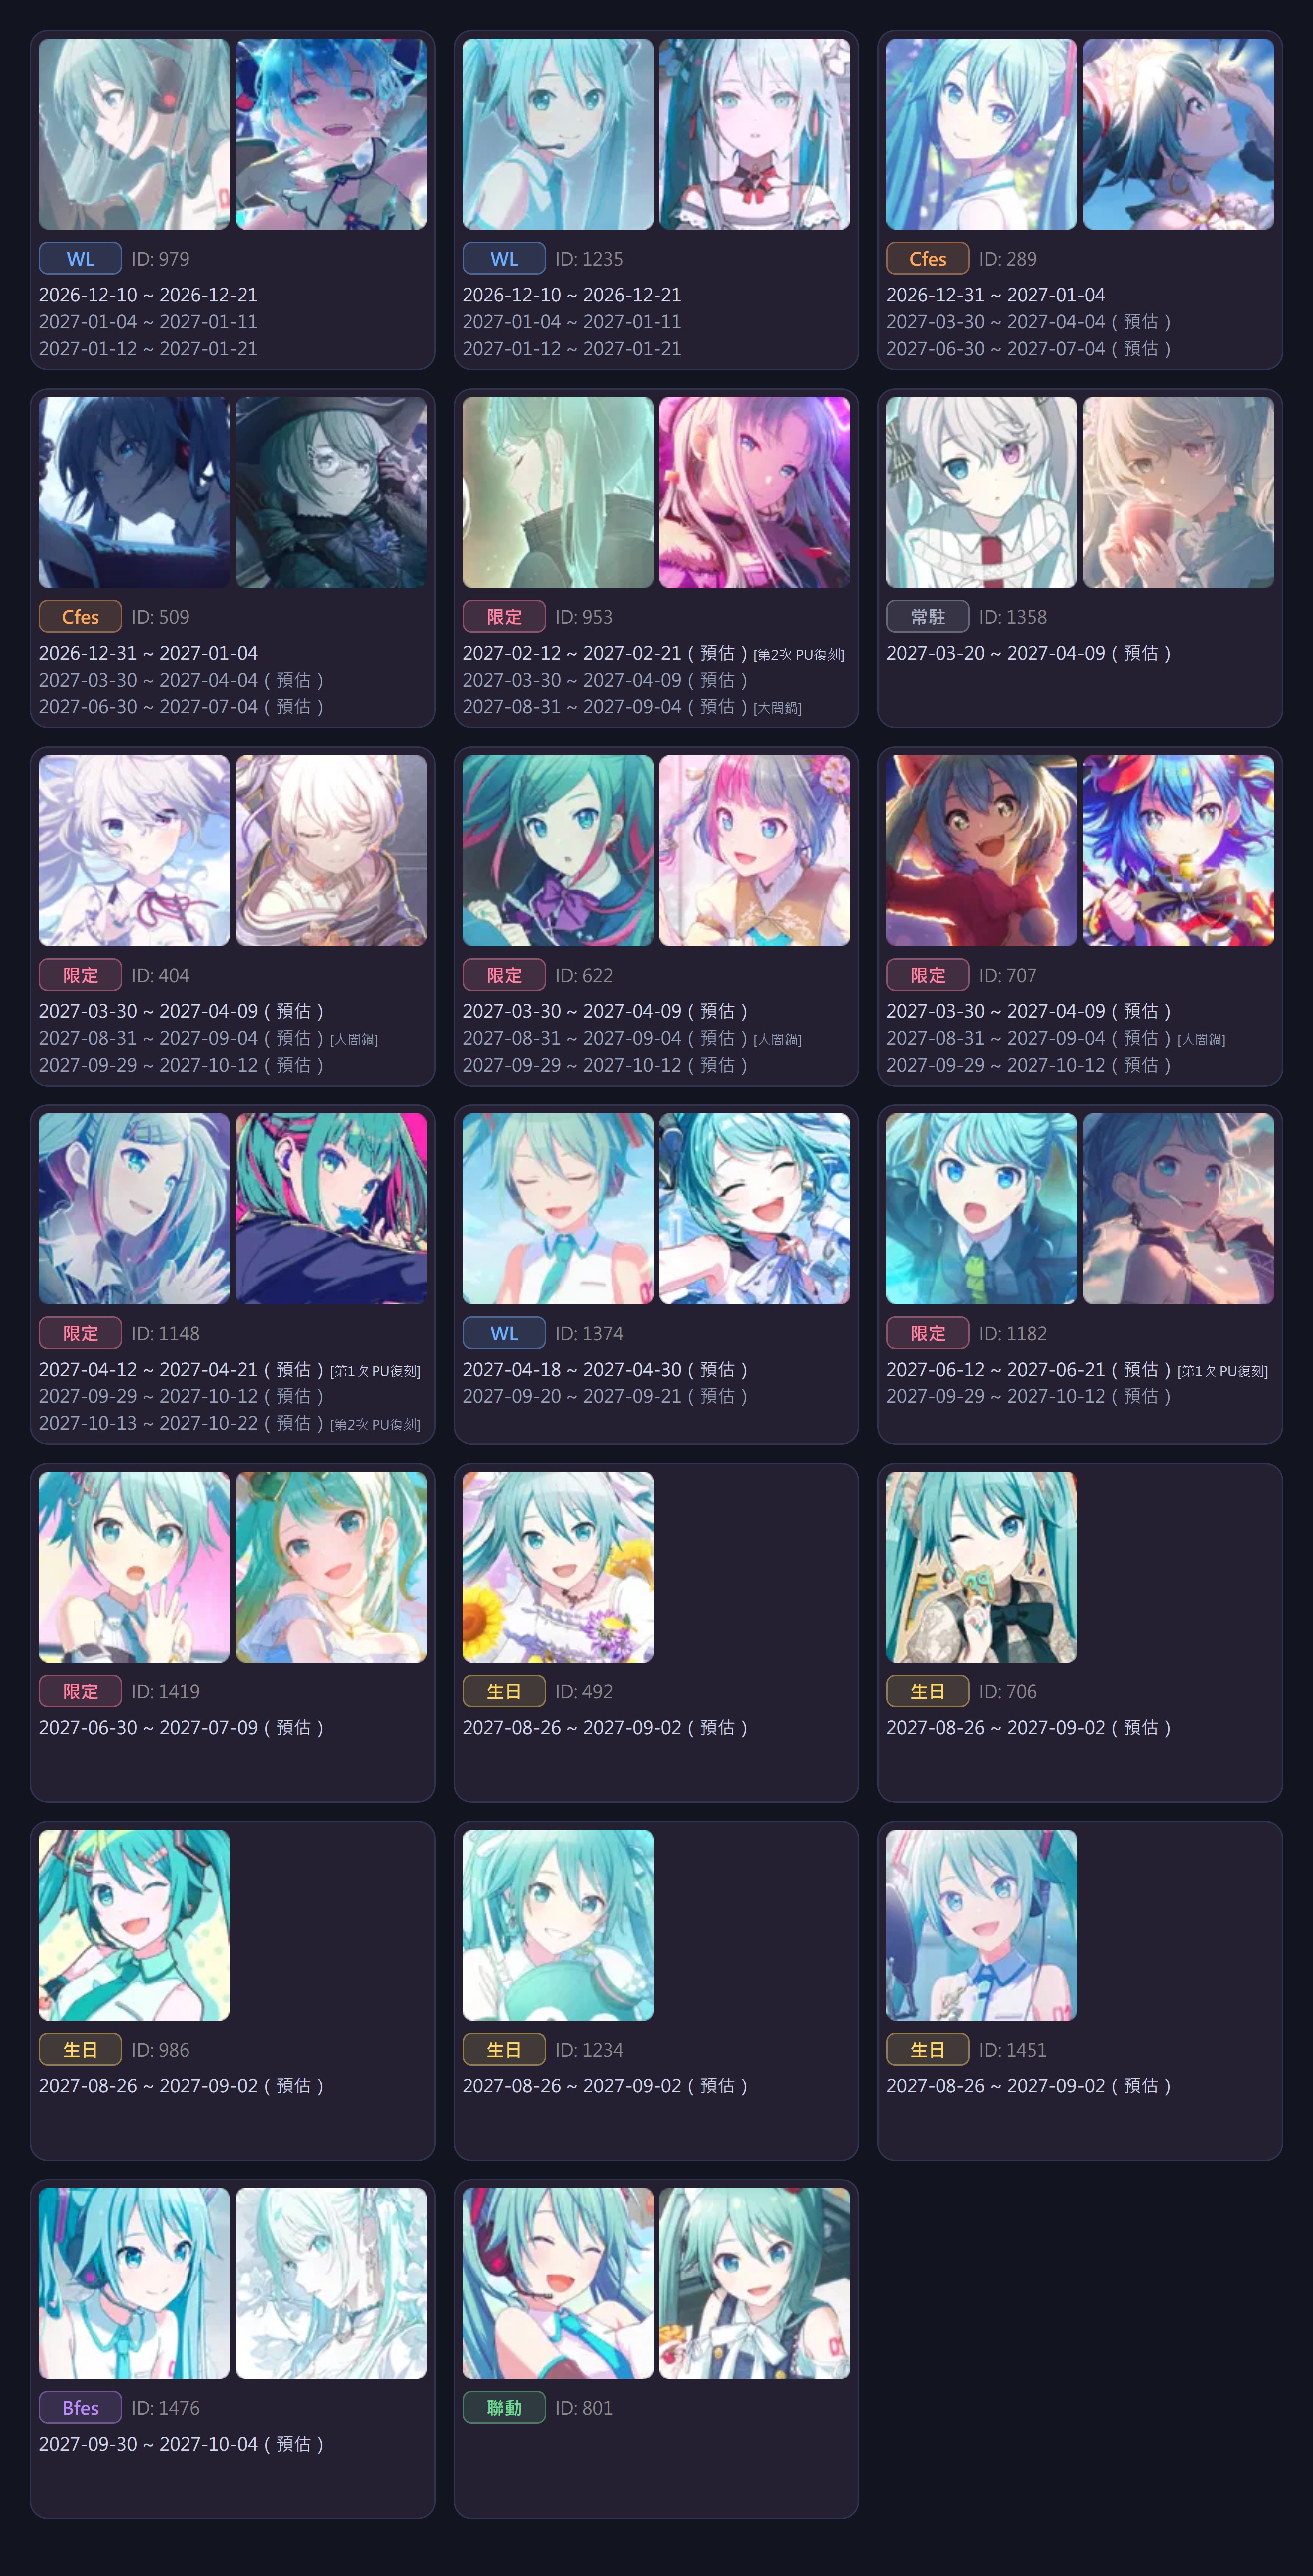 WL ID: 979
2026-12-10 ~ 2026-12-21
2027-01-04 ~ 2027-01-11
2027-01-12 ~ 2027-01-21
WL ID: 1235
2026-12-10 ~ 2026-12-21
2027-01-04 ~ 2027-01-11
2027-01-12 ~ 2027-01-21
Cfes ID: 289
2026-12-31 ~ 2027-01-04
2027-03-30 ~ 2027-04-04 ( 預估 )
2027-06-30 ~ 2027-07-04 ( 預估 )
Cfes ID: 509
2026-12-31 ~ 2027-01-04
2027-03-30 ~ 2027-04-04 ( 預估 )
2027-06-30 ~ 2027-07-04 ( 預估 )
限定 ID: 953
2027-02-12 ~ 2027-02-21 ( 預估 ) [第2次 PU復刻]
2027-03-30 ~ 2027-04-09 ( 預估 )
2027-08-31 ~ 2027-09-04 ( 預估 ) [大闇鍋]
常駐 ID: 1358
2027-03-20 ~ 2027-04-09 ( 預估 )
限定 ID: 404
2027-03-30 ~ 2027-04-09 ( 預估 )
2027-08-31 ~ 2027-09-04 ( 預估 ) [大闇鍋]
2027-09-29 ~ 2027-10-12 ( 預估 )
限定 ID: 622
2027-03-30 ~ 2027-04-09 ( 預估 )
2027-08-31 ~ 2027-09-04 ( 預估 ) [大闇鍋]
2027-09-29 ~ 2027-10-12 ( 預估 )
限定 ID: 707
2027-03-30 ~ 2027-04-09 ( 預估 )
2027-08-31 ~ 2027-09-04 ( 預估 ) [大闇鍋]
2027-09-29 ~ 2027-10-12 ( 預估 )
限定 ID: 1148
2027-04-12 ~ 2027-04-21 ( 預估 ) [第1次 PU復刻]
2027-09-29 ~ 2027-10-12 ( 預估 )
2027-10-13 ~ 2027-10-22 ( 預估 ) [第2次 PU復刻]
WL ID: 1374
2027-04-18 ~ 2027-04-30 ( 預估 )
2027-09-20 ~ 2027-09-21 ( 預估 )
限定 ID: 1182
2027-06-12 ~ 2027-06-21 ( 預估 ) [第1次 PU復刻]
2027-09-29 ~ 2027-10-12 ( 預估 )
限定 ID: 1419
2027-06-30 ~ 2027-07-09 ( 預估 )
生日 ID: 492
2027-08-26 ~ 2027-09-02 ( 預估 )
生日 ID: 706
2027-08-26 ~ 2027-09-02 ( 預估 )
生日 ID: 986
2027-08-26 ~ 2027-09-02 ( 預估 )
生日 ID: 1234
2027-08-26 ~ 2027-09-02 ( 預估 )
生日 ID: 1451
2027-08-26 ~ 2027-09-02 ( 預估 )
Bfes ID: 1476
2027-09-30 ~ 2027-10-04 ( 預估 )
聯動 ID: 801